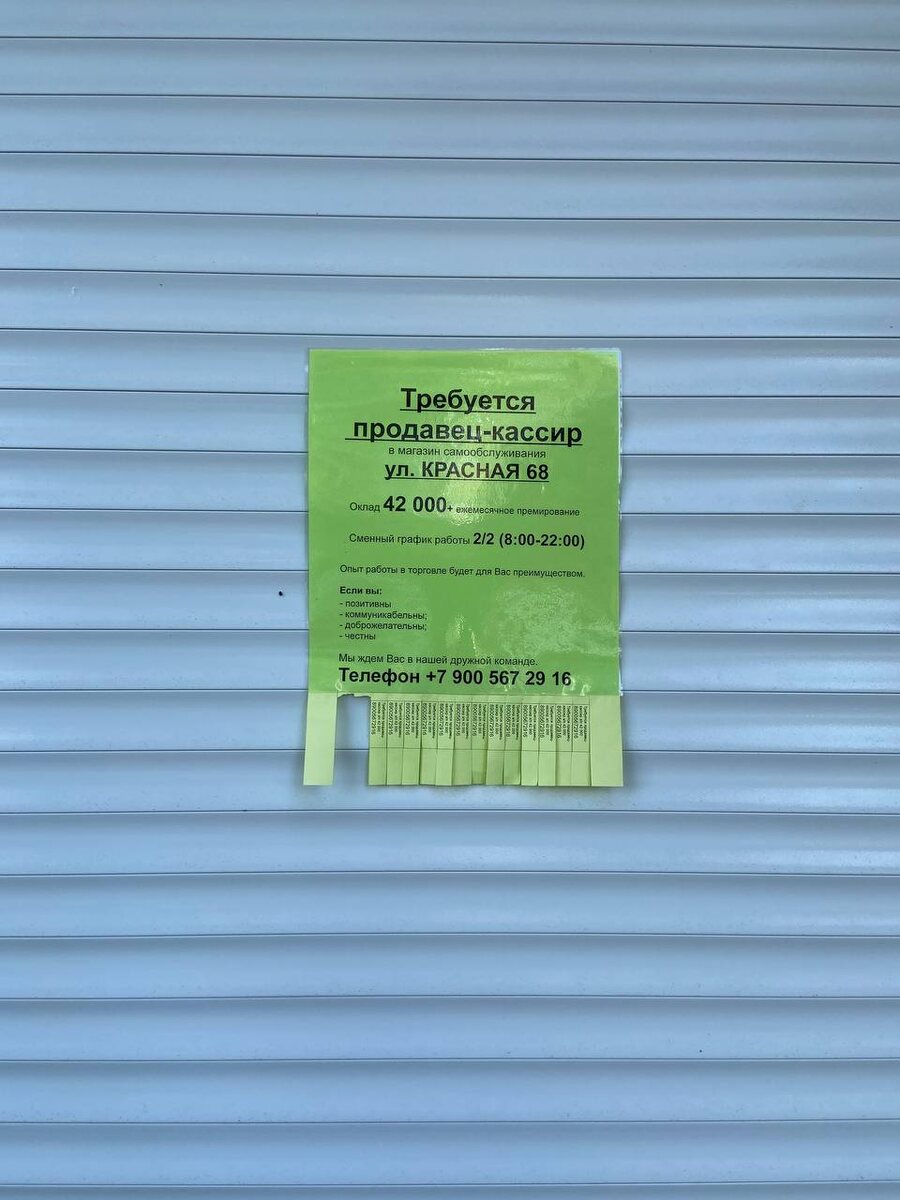 Требуется
продавец-кассир
в магазин самообслуживания
ул. КРАСНАЯ 68
Оклад 42 000+ ежемесячное премирование
Сменный график работы 2/2 (8:00-22:00)
Опыт работы в торговле будет для Вас преимуществом.
Если вы:
- позитивны
- коммуникабельны;
- доброжелательны;
- честны
Мы ждем Вас в нашей дружной команде.
Телефон +7 900 567 29 16